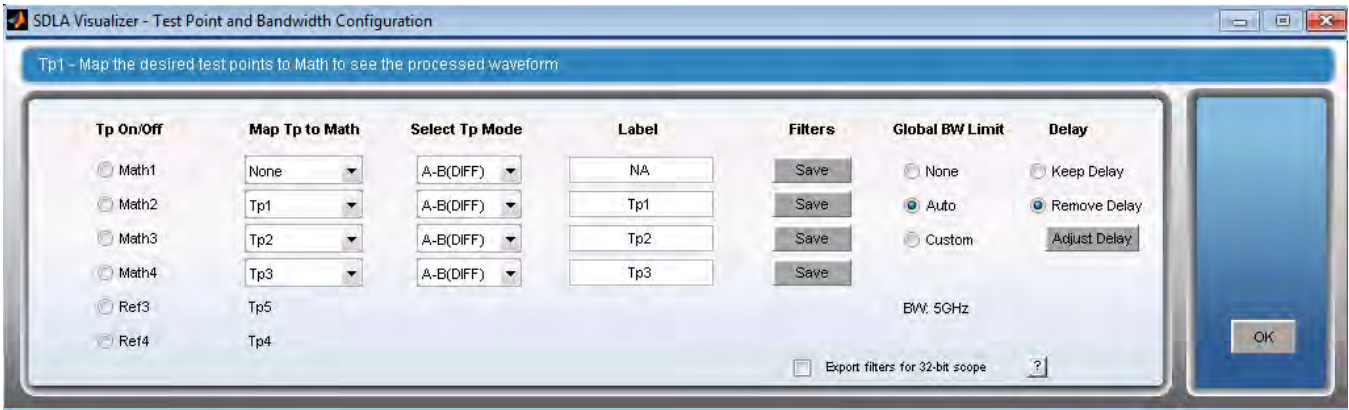 SDLA Visualizer - Test Point and Bandwidth Configuration
Tp1 - Map the desired test points to Math to see the processed waveform
Tp On/Off Map Tp to Math Select Tp Mode Label Filters Global BW Limit Delay
Math1 None A-B(DIFF) NA Save None Keep Delay
Math2 Tp1 A-B(DIFF) Tp1 Save Auto Remove Delay
Math3 Tp2 A-B(DIFF) Tp2 Save Custom Adjust Delay
Math4 Tp3 A-B(DIFF) Tp3 Save
Ref3 Tp5 BW: 5GHz
Ref4 Tp4
OK
Export filters for 32-bit scope ?